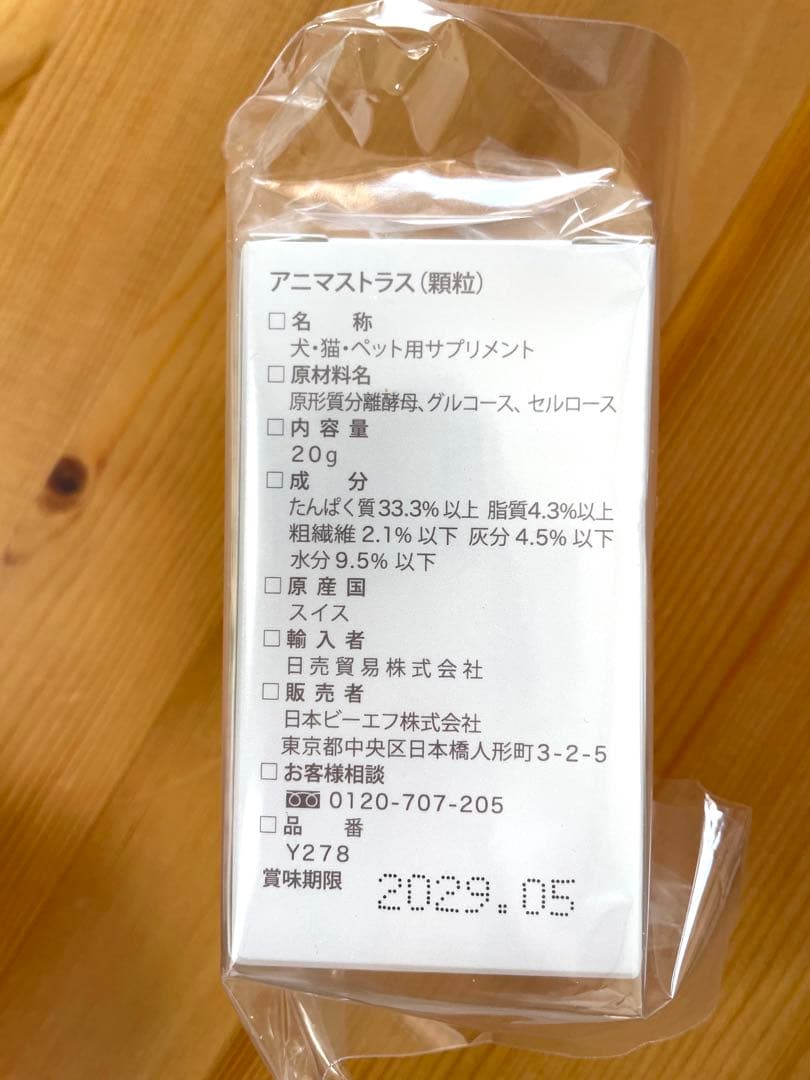 アニマストラス（顆粒）
□名　　称
犬・猫・ペット用サプリメント
□原材料名
原形質分離酵母、グルコース、セルロース
□内 容 量
20g
□成　　分
たんぱく質33.3%以上 脂質4.3%以上
粗繊維 2.1% 以下 灰分 4.5% 以下
水分 9.5% 以下
□原 産 国
スイス
□輸 入 者
日売貿易株式会社
□販 売 者
日本ビーエフ株式会社
東京都中央区日本橋人形町3-2-5
□お客様相談
0120-707-205
□品　　番
Y278
賞味期限 2029.05